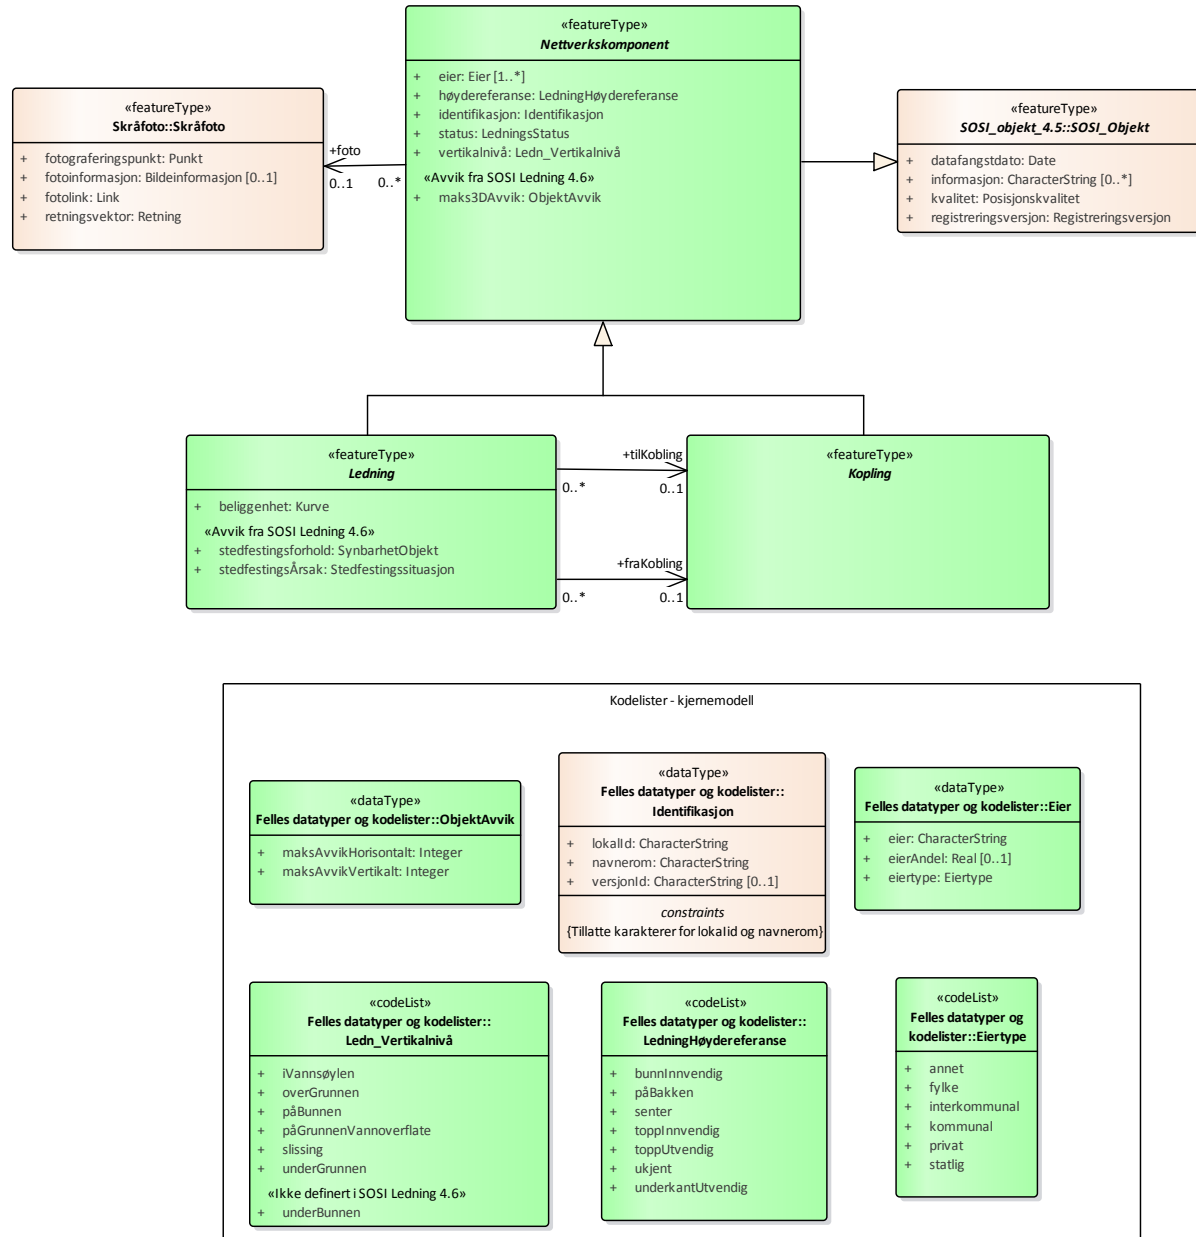 «featureType»
Nettverkskomponent
+ eier: Eier [1..*]
+ høydereferanse: LedningHøydereferanse
+ identifikasjon: Identifikasjon
+ status: LedningsStatus
+ vertikalnivå: Ledn_Vertikalnivå
«Avvik fra SOSI Ledning 4.6»
+ maks3DAvvik: ObjektAvvik
«featureType»
Skråfoto::Skråfoto
+ fotograferingspunkt: Punkt
+ fotoinformasjon: Bildeinformasjon [0..1]
+ fotolink: Link
+ retningsvektor: Retning
+foto
0..1
0..*
«featureType»
SOSI_objekt_4.5::SOSI_Objekt
+ datafangstdato: Date
+ informasjon: CharacterString [0..*]
+ kvalitet: Posisjonskvalitet
+ registreringsversjon: Registreringsversjon
«featureType»
Ledning
+ beliggenhet: Kurve
«Avvik fra SOSI Ledning 4.6»
+ stedfestingsforhold: SynbarhetObjekt
+ stedfestingsÅrsak: Stedfestingssituasjon
+tilKobling
0..*
0..1
+fraKobling
0..*
0..1
«featureType»
Kopling
Kodelister - kjernemodell
«dataType»
Felles datatyper og kodelister::ObjektAvvik
+ maksAvvikHorisontalt: Integer
+ maksAvvikVertikalt: Integer
«dataType»
Felles datatyper og kodelister::
Identifikasjon
+ lokalId: CharacterString
+ navnerom: CharacterString
+ versjonId: CharacterString [0..1]
constraints
{Tillatte karakterer for lokalid og navnerom}
«dataType»
Felles datatyper og kodelister::Eier
+ eier: CharacterString
+ eierAndel: Real [0..1]
+ eiertype: Eiertype
«codeList»
Felles datatyper og kodelister::
Ledn_Vertikalnivå
+ iVannsøylen
+ overGrunnen
+ påBunnen
+ påGrunnenVannoverflate
+ slissing
+ underGrunnen
«Ikke definert i SOSI Ledning 4.6»
+ underBunnen
«codeList»
Felles datatyper og kodelister::
LedningHøydereferanse
+ bunnInnvendig
+ påBakken
+ senter
+ toppInnvendig
+ toppUtvendig
+ ukjent
+ underkantUtvendig
«codeList»
Felles datatyper og
kodelister::Eiertype
+ annet
+ fylke
+ interkommunal
+ kommunal
+ privat
+ statlig